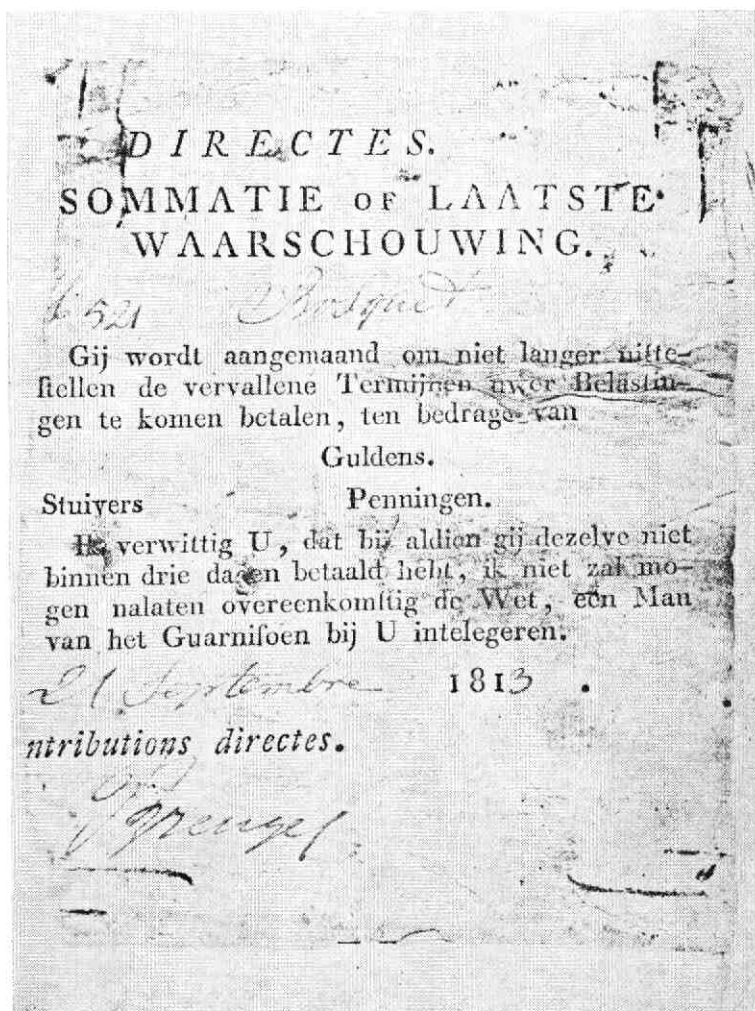 DIRECTES.
SOMMATIE OF LAATSTE
WAARSCHOUWING.
521 Bosquet
Gij wordt aangemaand om niet langer uitte-
ſtellen de vervallene Termijnen uwer Belastin-
gen te komen betalen, ten bedrage van
Guldens.
Stuivers Penningen.
Ik verwittig U, dat bij aldien gij dezelve niet
binnen drie dagen betaald hebt, ik niet zal mo-
gen nalaten overeenkomſtig de Wet, een Man
van het Guarniſoen bij U intelegeren.
21 Septembre 1813.
ntributions directes.